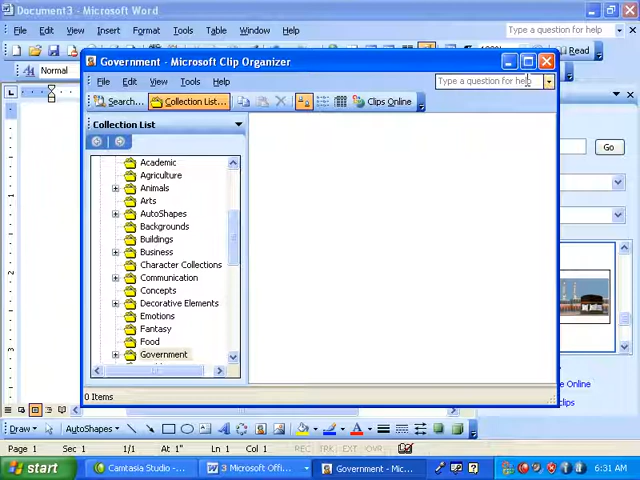 Document3 - Microsoft Word
File Edit View Insert Format Tools Table Window Help
Type a question for help
Read
Normal
Government - Microsoft Clip Organizer
File Edit View Tools Help
Type a question for help
Search... Collection List... Clips Online
Collection List
Academic
Agriculture
Animals
Arts
AutoShapes
Backgrounds
Buildings
Business
Character Collections
Communication
Concepts
Decorative Elements
Emotions
Fantasy
Food
Government
0 Items
Go
e Online
clips
Draw AutoShapes
Page 1 Sec 1 1/1 At 1" Ln 1 Col 1 REC TRK EXT OVR
start Camtasia Studio -... 3 Microsoft Office... Government - Mic... 6:31 AM